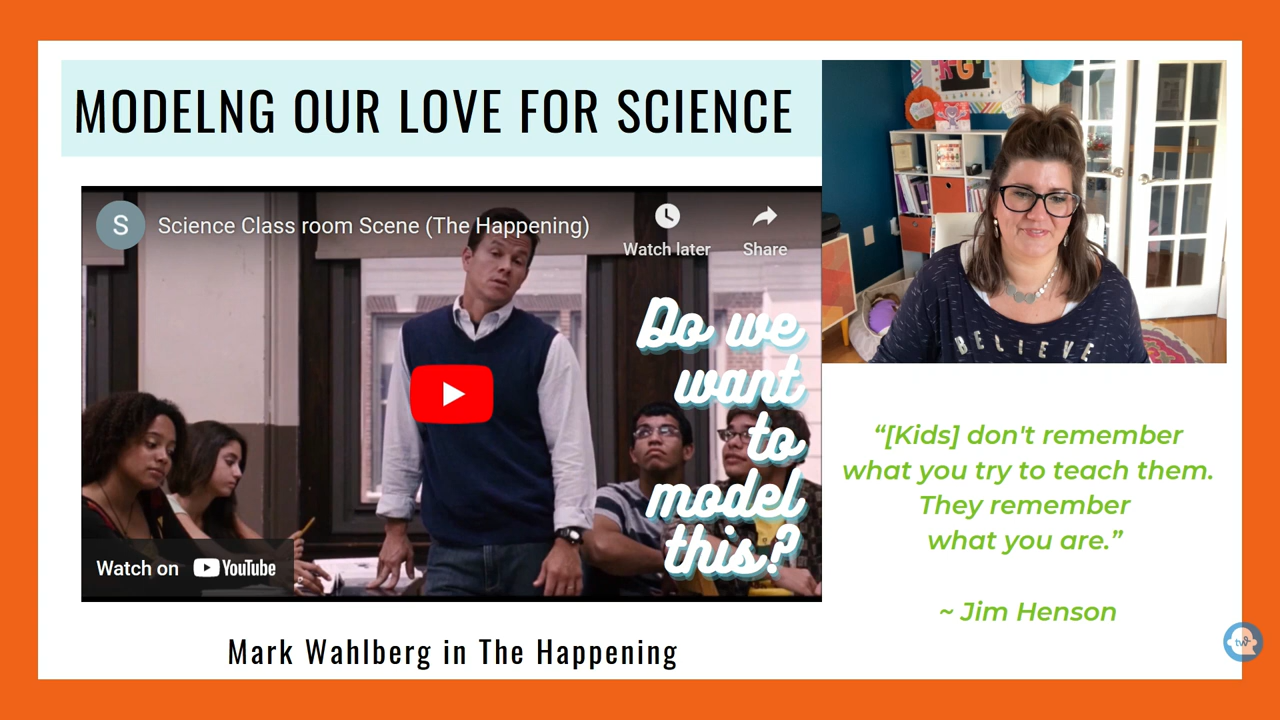 MODELNG OUR LOVE FOR SCIENCE
S
Science Class room Scene (The Happening)
Watch later
Share
Do we
want
to
model
this?
Watch on YouTube
Mark Wahlberg in The Happening
BELIEVE
“[Kids] don't remember
what you try to teach them.
They remember
what you are.”
~ Jim Henson
tw